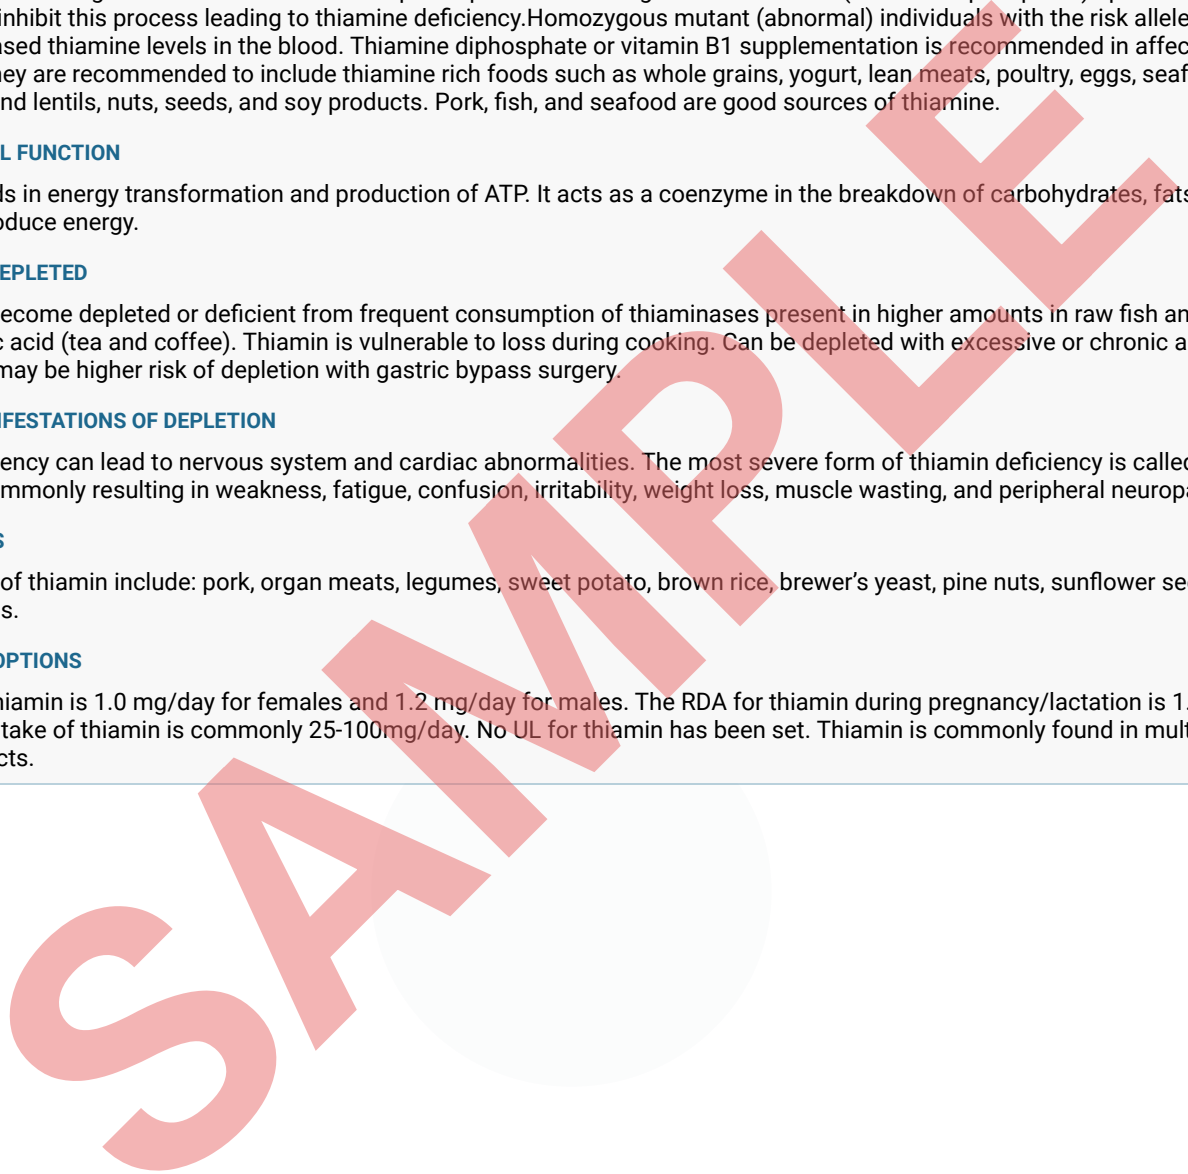 inhibit this process leading to thiamine deficiency.Homozygous mutant (abnormal) individuals with the risk allele
ased thiamine levels in the blood. Thiamine diphosphate or vitamin B1 supplementation is recommended in affec
ney are recommended to include thiamine rich foods such as whole grains, yogurt, lean meats, poultry, eggs, seaf
nd lentils, nuts, seeds, and soy products. Pork, fish, and seafood are good sources of thiamine.
L FUNCTION
ds in energy transformation and production of ATP. It acts as a coenzyme in the breakdown of carbohydrates, fats
oduce energy.
EPLETED
ecome depleted or deficient from frequent consumption of thiaminases present in higher amounts in raw fish an
c acid (tea and coffee). Thiamin is vulnerable to loss during cooking. Can be depleted with excessive or chronic a
may be higher risk of depletion with gastric bypass surgery.
IFESTATIONS OF DEPLETION
ency can lead to nervous system and cardiac abnormalities. The most severe form of thiamin deficiency is called
mmonly resulting in weakness, fatigue, confusion, irritability, weight loss, muscle wasting, and peripheral neuropa
S
of thiamin include: pork, organ meats, legumes, sweet potato, brown rice, brewer’s yeast, pine nuts, sunflower see
s.
OPTIONS
hiamin is 1.0 mg/day for females and 1.2 mg/day for males. The RDA for thiamin during pregnancy/lactation is 1.
take of thiamin is commonly 25-100mg/day. No UL for thiamin has been set. Thiamin is commonly found in mult
cts.
SAMPLE